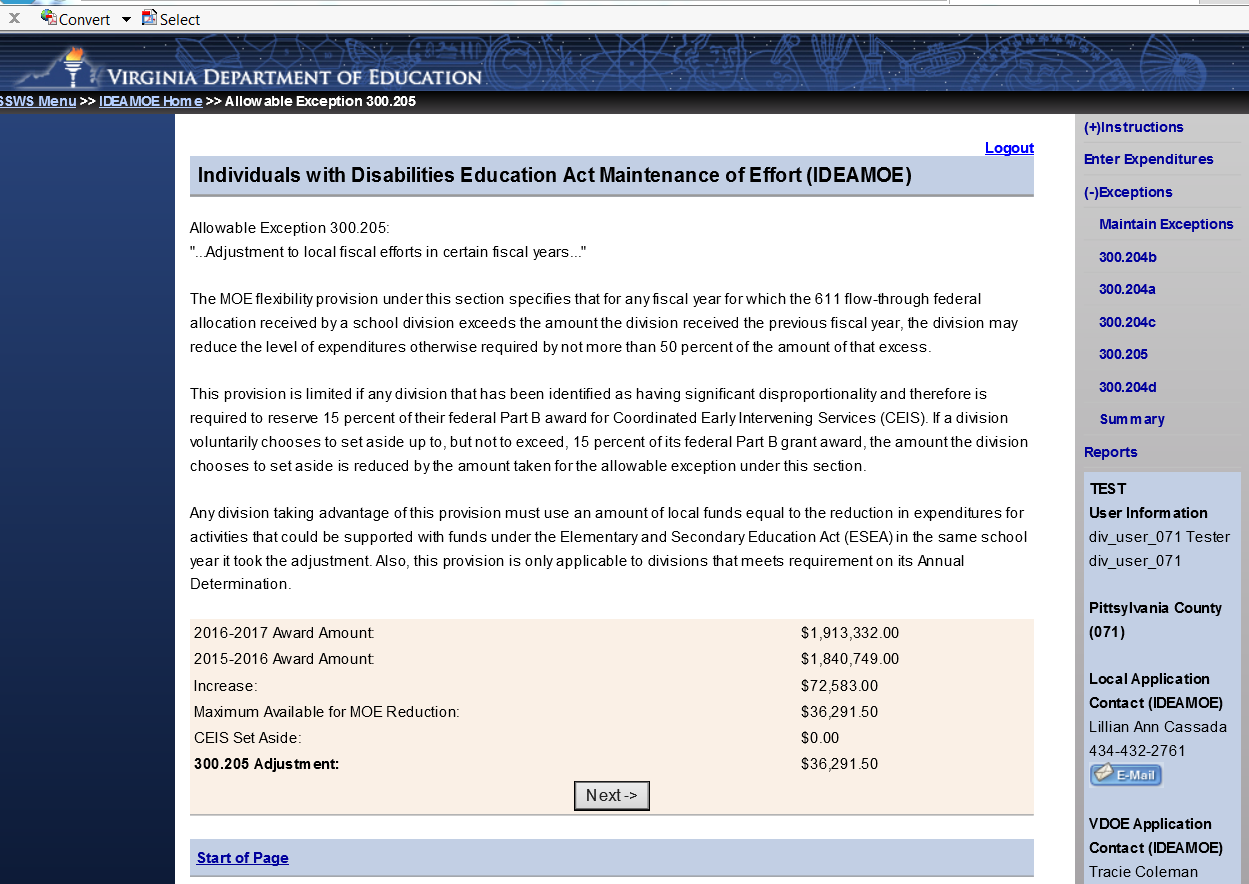 x Convert Select
VIRGINIA DEPARTMENT OF EDUCATION
SSWS Menu >> IDEAMOE Home >> Allowable Exception 300.205
Logout
Individuals with Disabilities Education Act Maintenance of Effort (IDEAMOE)
Allowable Exception 300.205:
"...Adjustment to local fiscal efforts in certain fiscal years..."
The MOE flexibility provision under this section specifies that for any fiscal year for which the 611 flow-through federal
allocation received by a school division exceeds the amount the division received the previous fiscal year, the division may
reduce the level of expenditures otherwise required by not more than 50 percent of the amount of that excess.
This provision is limited if any division that has been identified as having significant disproportionality and therefore is
required to reserve 15 percent of their federal Part B award for Coordinated Early Intervening Services (CEIS). If a division
voluntarily chooses to set aside up to, but not to exceed, 15 percent of its federal Part B grant award, the amount the division
chooses to set aside is reduced by the amount taken for the allowable exception under this section.
Any division taking advantage of this provision must use an amount of local funds equal to the reduction in expenditures for
activities that could be supported with funds under the Elementary and Secondary Education Act (ESEA) in the same school
year it took the adjustment. Also, this provision is only applicable to divisions that meets requirement on its Annual
Determination.
2016-2017 Award Amount: $1,913,332.00
2015-2016 Award Amount: $1,840,749.00
Increase: $72,583.00
Maximum Available for MOE Reduction: $36,291.50
CEIS Set Aside: $0.00
300.205 Adjustment: $36,291.50
Next ->
Start of Page
(+)Instructions
Enter Expenditures
(-)Exceptions
Maintain Exceptions
300.204b
300.204a
300.204c
300.205
300.204d
Summary
Reports
TEST
User Information
div_user_071 Tester
div_user_071
Pittsylvania County
(071)
Local Application
Contact (IDEAMOE)
Lillian Ann Cassada
434-432-2761
E-Mail
VDOE Application
Contact (IDEAMOE)
Tracie Coleman